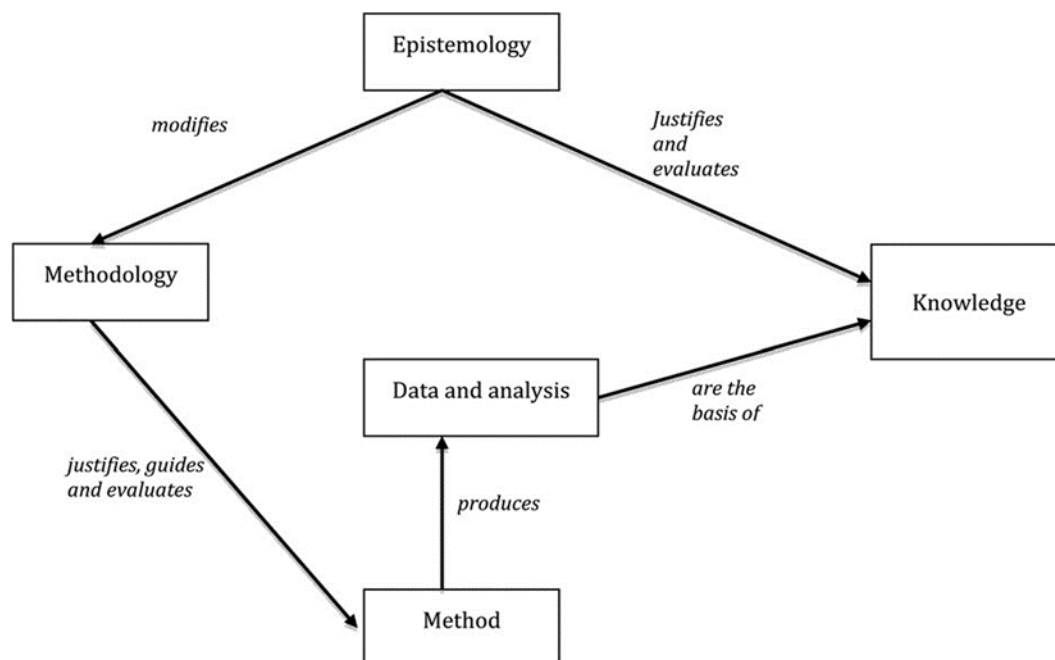 Epistemology
modifies
Justifies
and
evaluates
Methodology
Knowledge
Data and analysis
are the
basis of
justifies, guides
and evaluates
produces
Method